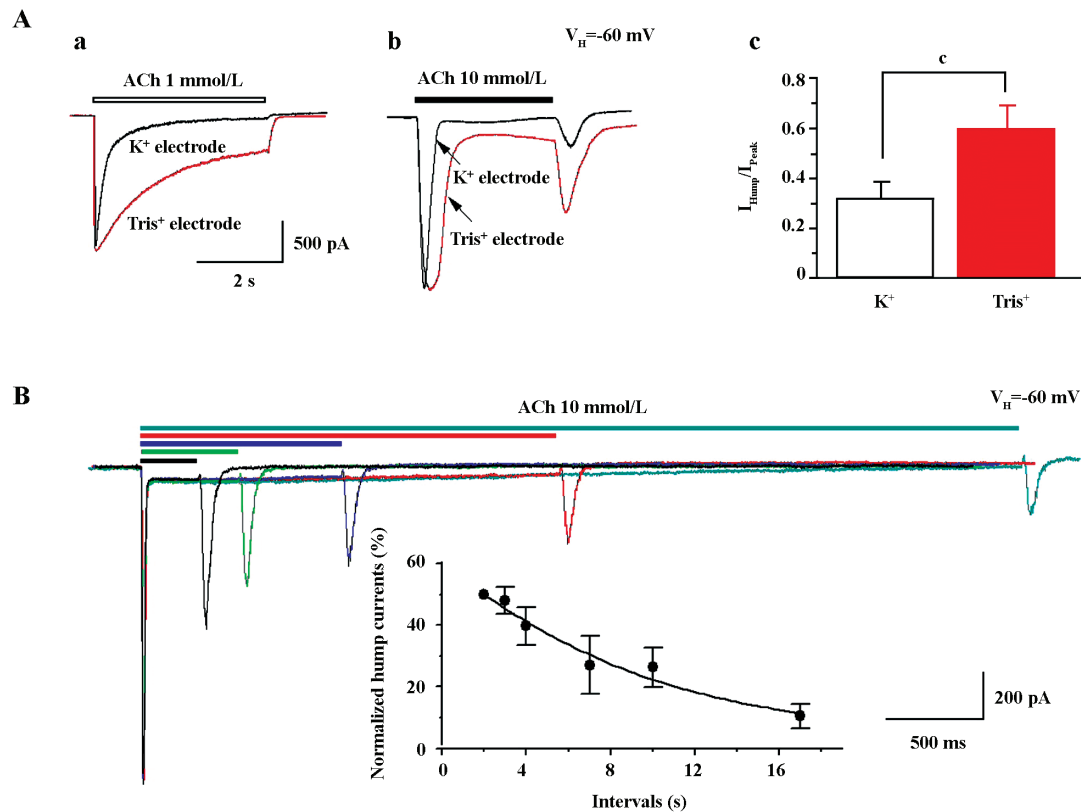 A
a
b
V_H=-60 mV
c
ACh 1 mmol/L
ACh 10 mmol/L
K⁺ electrode
Tris⁺ electrode
500 pA
2 s
K⁺ electrode
Tris⁺ electrode
I_Hump/I_Peak
0.8
0.6
0.4
0.2
0
c
K⁺
Tris⁺
B
ACh 10 mmol/L
V_H=-60 mV
Normalized hump currents (%)
60
40
20
0
0
4
8
12
16
Intervals (s)
200 pA
500 ms